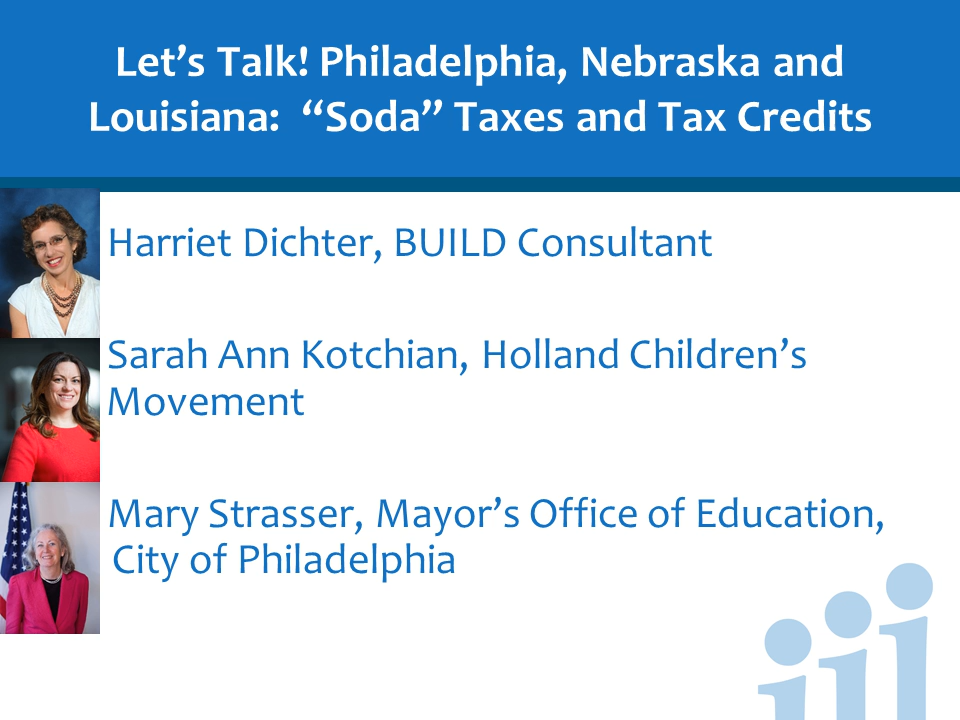 Let’s Talk! Philadelphia, Nebraska and
Louisiana: “Soda” Taxes and Tax Credits
Harriet Dichter, BUILD Consultant
Sarah Ann Kotchian, Holland Children’s
Movement
Mary Strasser, Mayor’s Office of Education,
City of Philadelphia